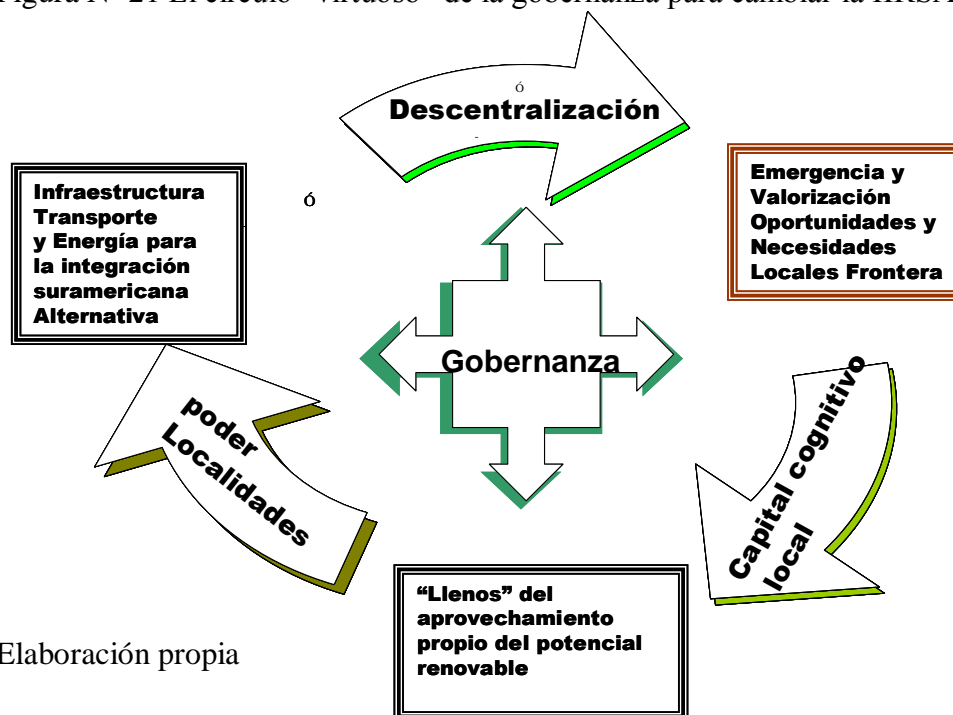 Figura N° 21 El círculo "virtuoso" de la gobernanza para cambiar la IIRSA
ó
Descentralización
Infraestructura
Transporte
y Energía para
la integración
suramericana
Alternativa
ó
Emergencia y
Valorización
Oportunidades y
Necesidades
Locales Frontera
Gobernanza
poder
Localidades
Capital cognitivo
local
“Llenos” del
aprovechamiento
propio del potencial
renovable
Elaboración propia